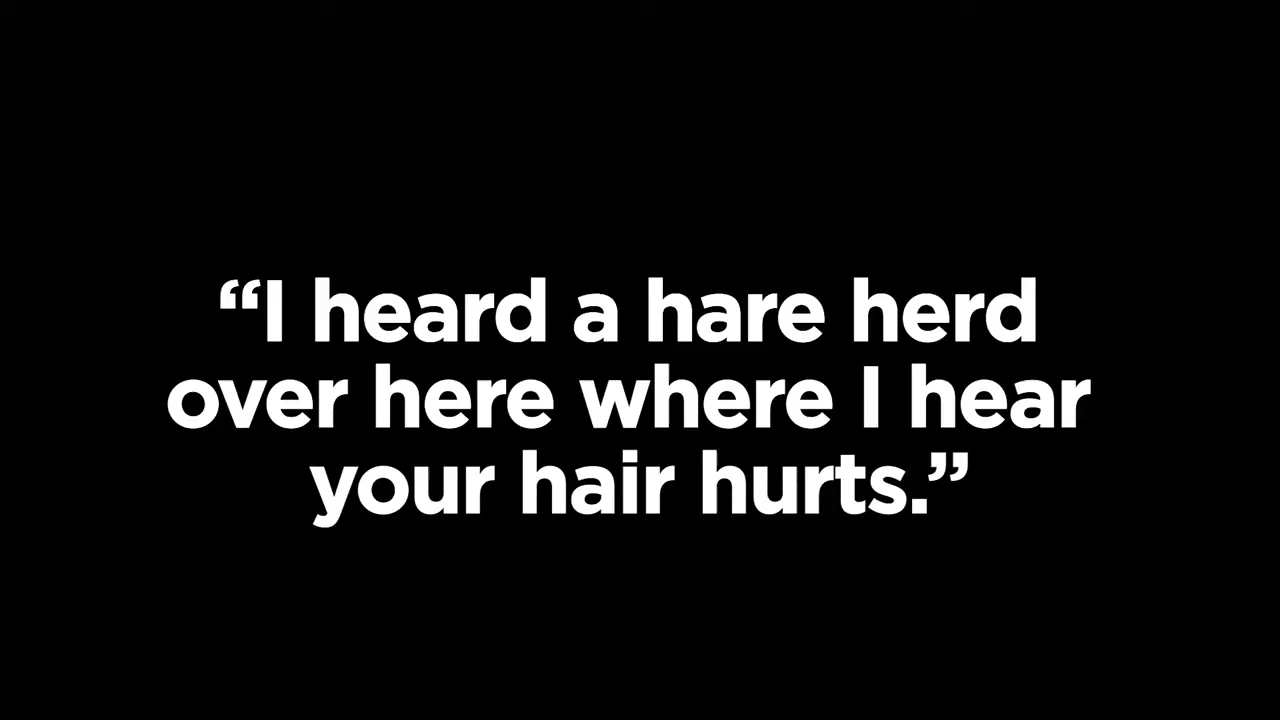 “I heard a hare herd
over here where I hear
your hair hurts.”